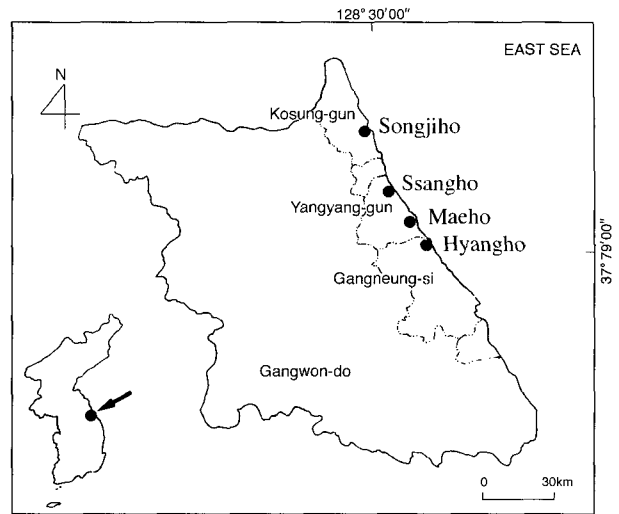 128° 30′ 00″
EAST SEA
N
Kosung-gun
Songjiho
Ssangho
Yangyang-gun
Maeho
Hyangho
37° 79′ 00″
Gangneung-si
Gangwon-do
0 30km